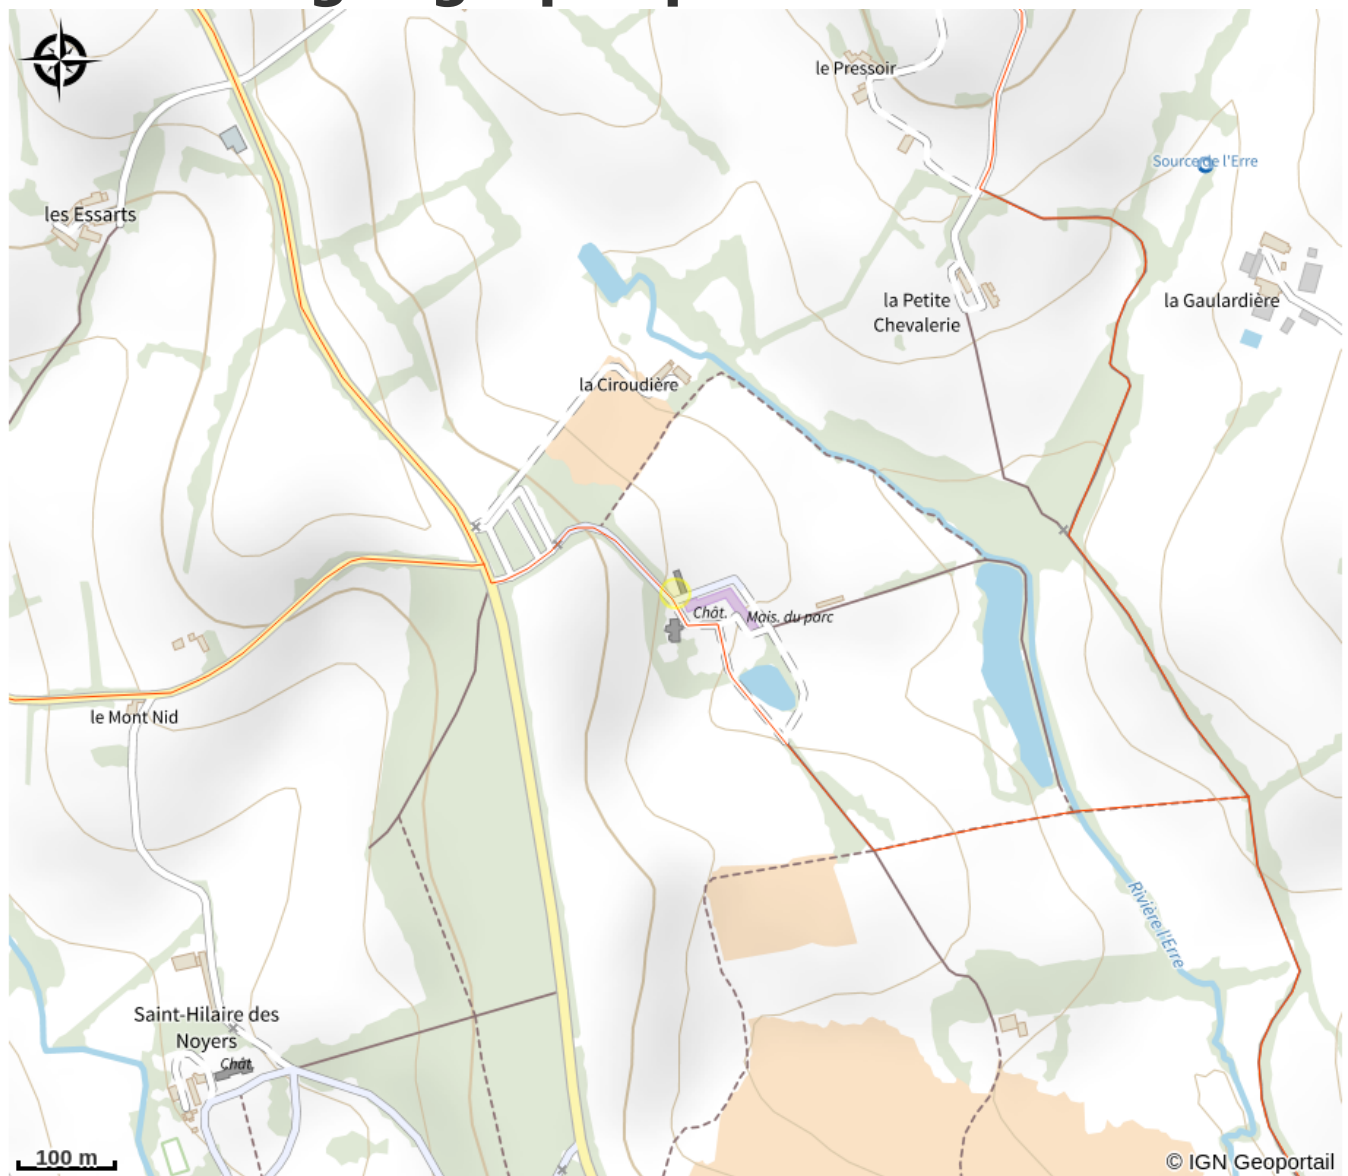 le Pressoir
Source de l'Erre
les Essarts
la Gaulardière
la Petite
Chevalerie
la Ciroudière
Chât.
Mais. du parc
le Mont Nid
Rivière l'Erre
Saint-Hilaire des
Noyers
Chât.
100 m
© IGN Geoportail